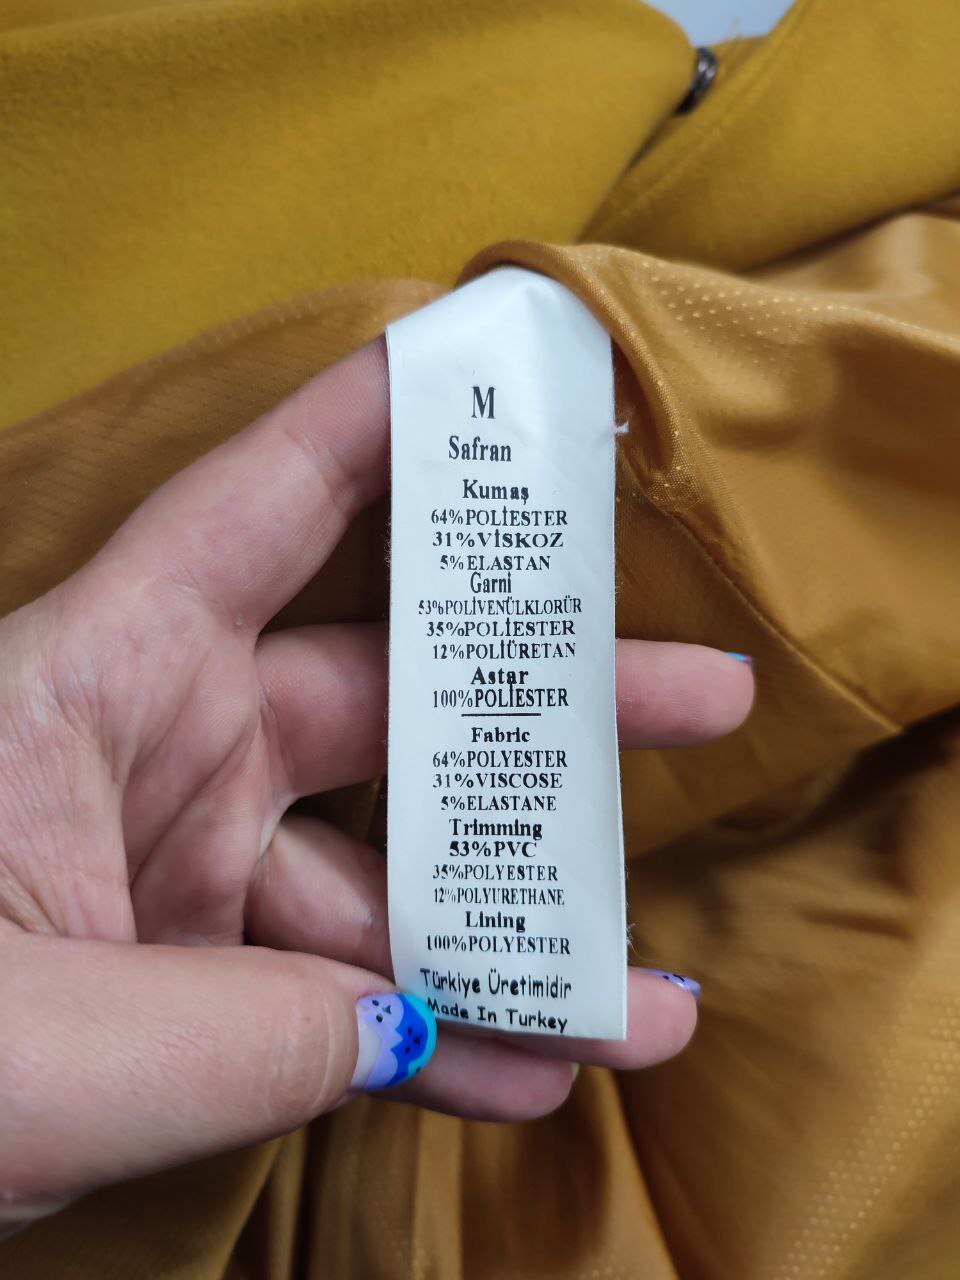 M
Safran
Kumaş
64%POLİESTER
31%VİSKOZ
5%ELASTAN
Garni
53%POLİVENÜLKLORÜR
35%POLİESTER
12%POLİÜRETAN
Astar
100%POLİESTER
Fabric
64%POLYESTER
31%VISCOSE
5%ELASTANE
Trimming
53%PVC
35%POLYESTER
12%POLYURETHANE
Lining
100%POLYESTER
Türkiye Üretimidir
Made In Turkey